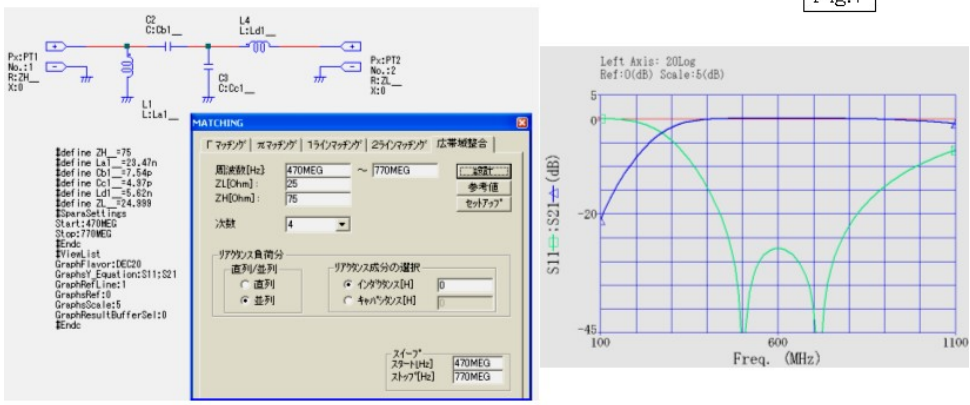 Fig.7
C2
C:Cb1__
L4
L:Ld1__
Px:PT1
No.:1
R:ZH__
X:0
Px:PT2
No.:2
R:ZL__
X:0
C3
C:Cc1__
L1
L:La1__
‡define ZH__=75
‡define La1__=23.47n
‡define Cb1__=7.54p
‡define Cc1__=4.97p
‡define Ld1__=5.62n
‡define ZL__=24.999
‡SparaSettings
Start:470MEG
Stop:770MEG
‡Endc
‡ViewList
GraphFlavor:DEC20
GraphsY_Equation:S11;S21
GraphRefLine:1
GraphsRef:0
GraphsScale:5
GraphResultBufferSel:0
‡Endc
MATCHING
Γマッチング πマッチング 1ラインマッチング 2ラインマッチング 広帯域整合
周波数[Hz] 470MEG ～ 770MEG
ZL[Ohm] : 25
ZH[Ohm] : 75
設計
参考値
セットアップ
次数 4
リアクタンス負荷分
直列/並列
直列
並列
リアクタンス成分の選択
インダクタンス[H] 0
キャパシタンス[H] 0
スイープ
スタート[Hz] 470MEG
ストップ[Hz] 770MEG
Left Axis: 20Log
Ref:0(dB) Scale:5(dB)
S11:S21 (dB)
5
0
-20
-45
100 600 1100
Freq. (MHz)